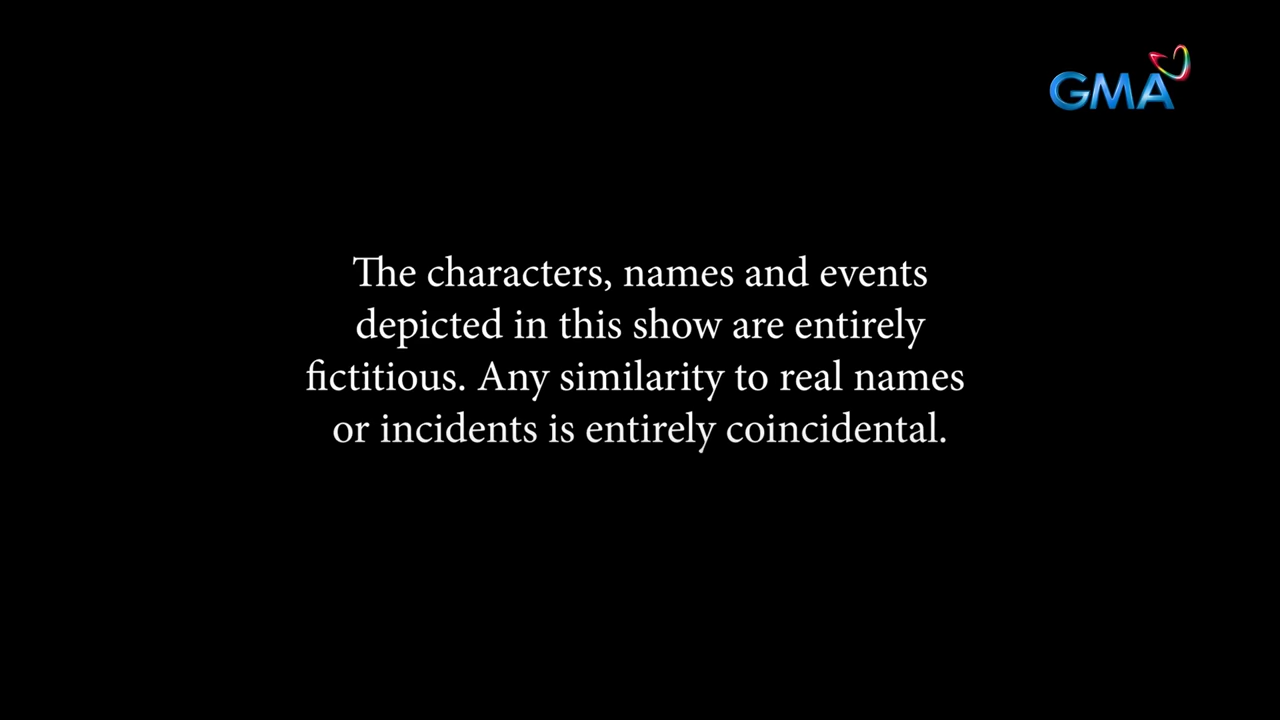 GMA
The characters, names and events
depicted in this show are entirely
fictitious. Any similarity to real names
or incidents is entirely coincidental.